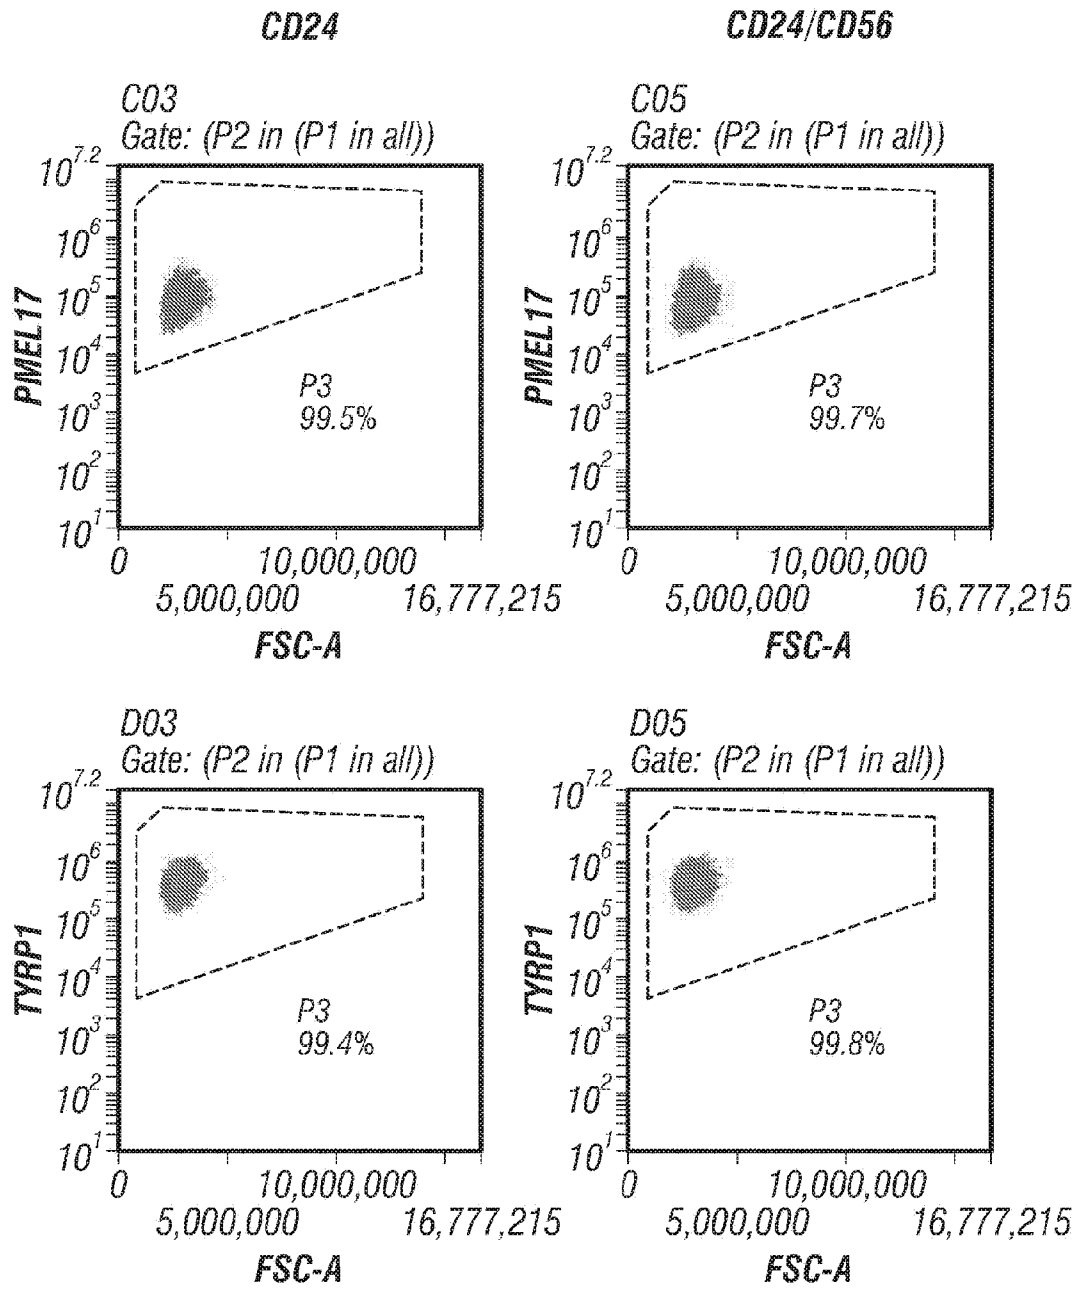 CD24
CD24/CD56
C03
Gate: (P2 in (P1 in all))
PMEL17
10^7.2
10^6
10^5
10^4
10^3
10^2
10^1
P3
99.5%
0
10,000,000
5,000,000
16,777,215
FSC-A
C05
Gate: (P2 in (P1 in all))
PMEL17
10^7.2
10^6
10^5
10^4
10^3
10^2
10^1
P3
99.7%
0
10,000,000
5,000,000
16,777,215
FSC-A
D03
Gate: (P2 in (P1 in all))
TYRP1
10^7.2
10^6
10^5
10^4
10^3
10^2
10^1
P3
99.4%
0
10,000,000
5,000,000
16,777,215
FSC-A
D05
Gate: (P2 in (P1 in all))
TYRP1
10^7.2
10^6
10^5
10^4
10^3
10^2
10^1
P3
99.8%
0
10,000,000
5,000,000
16,777,215
FSC-A